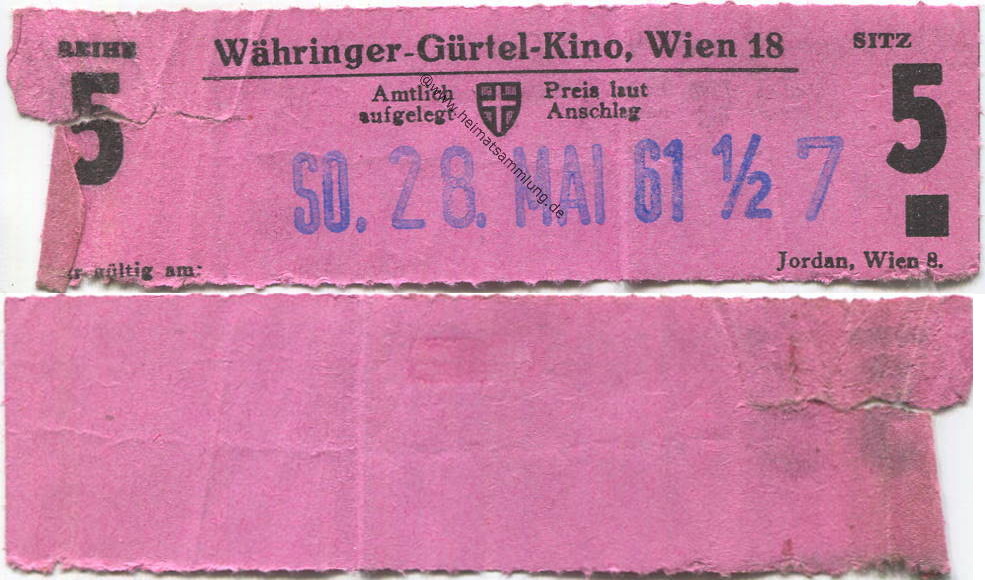 REIHE Währinger-Gürtel-Kino, Wien 18 SITZ
5 Amtlich Preis laut 5.
aufgelegt Anschlag
@www.heimatsammlung.de
SO. 28. MAI 61 ½ 7
gültig am: Jordan, Wien 8.